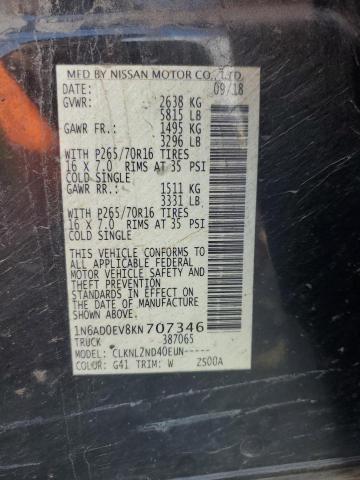 MFD BY NISSAN MOTOR CO., LTD.
DATE: 09/18
GVWR: 2638 KG
5815 LB
GAWR FR.: 1495 KG
3296 LB
WITH P265/70R16 TIRES
16 X 7.0 RIMS AT 35 PSI
COLD SINGLE
GAWR RR.: 1511 KG
3331 LB
WITH P265/70R16 TIRES
16 X 7.0 RIMS AT 35 PSI
COLD SINGLE
THIS VEHICLE CONFORMS TO
ALL APPLICABLE FEDERAL
MOTOR VEHICLE SAFETY
AND THEFT PREVENTION
STANDARDS IN EFFECT ON
THE DATE OF MANUFACTURE
SHOWN ABOVE.
1N6AD0EV8KN707346
TRUCK 387065
MODEL: CLKNLZND40EUN-----
COLOR: G41 TRIM: W 2500A